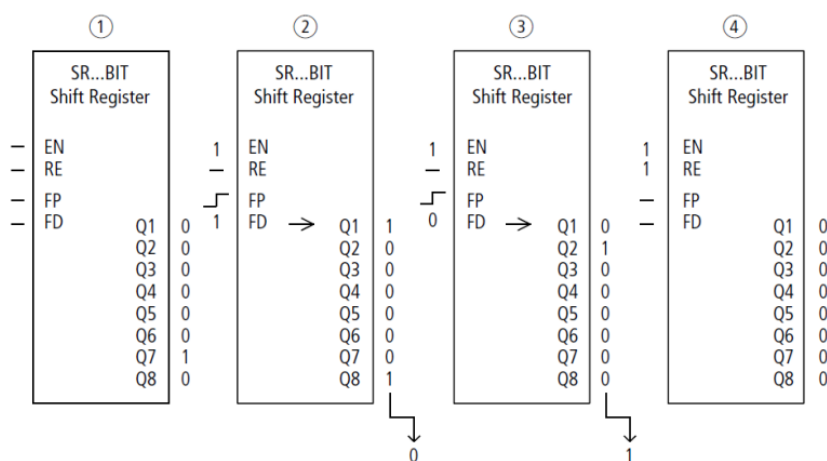 ① ② ③ ④
SR...BIT SR...BIT SR...BIT SR...BIT
Shift Register Shift Register Shift Register Shift Register
– EN 1 EN 1 EN 1 EN
– RE – RE – RE 1 RE
– FP FP FP – FP
– FD Q1 0 1 FD → Q1 1 0 FD → Q1 0 – FD Q1 0
Q2 0 Q2 0 Q2 1 Q2 0
Q3 0 Q3 0 Q3 0 Q3 0
Q4 0 Q4 0 Q4 0 Q4 0
Q5 0 Q5 0 Q5 0 Q5 0
Q6 0 Q6 0 Q6 0 Q6 0
Q7 1 Q7 0 Q7 0 Q7 0
Q8 0 Q8 1 Q8 0 Q8 0
0 1